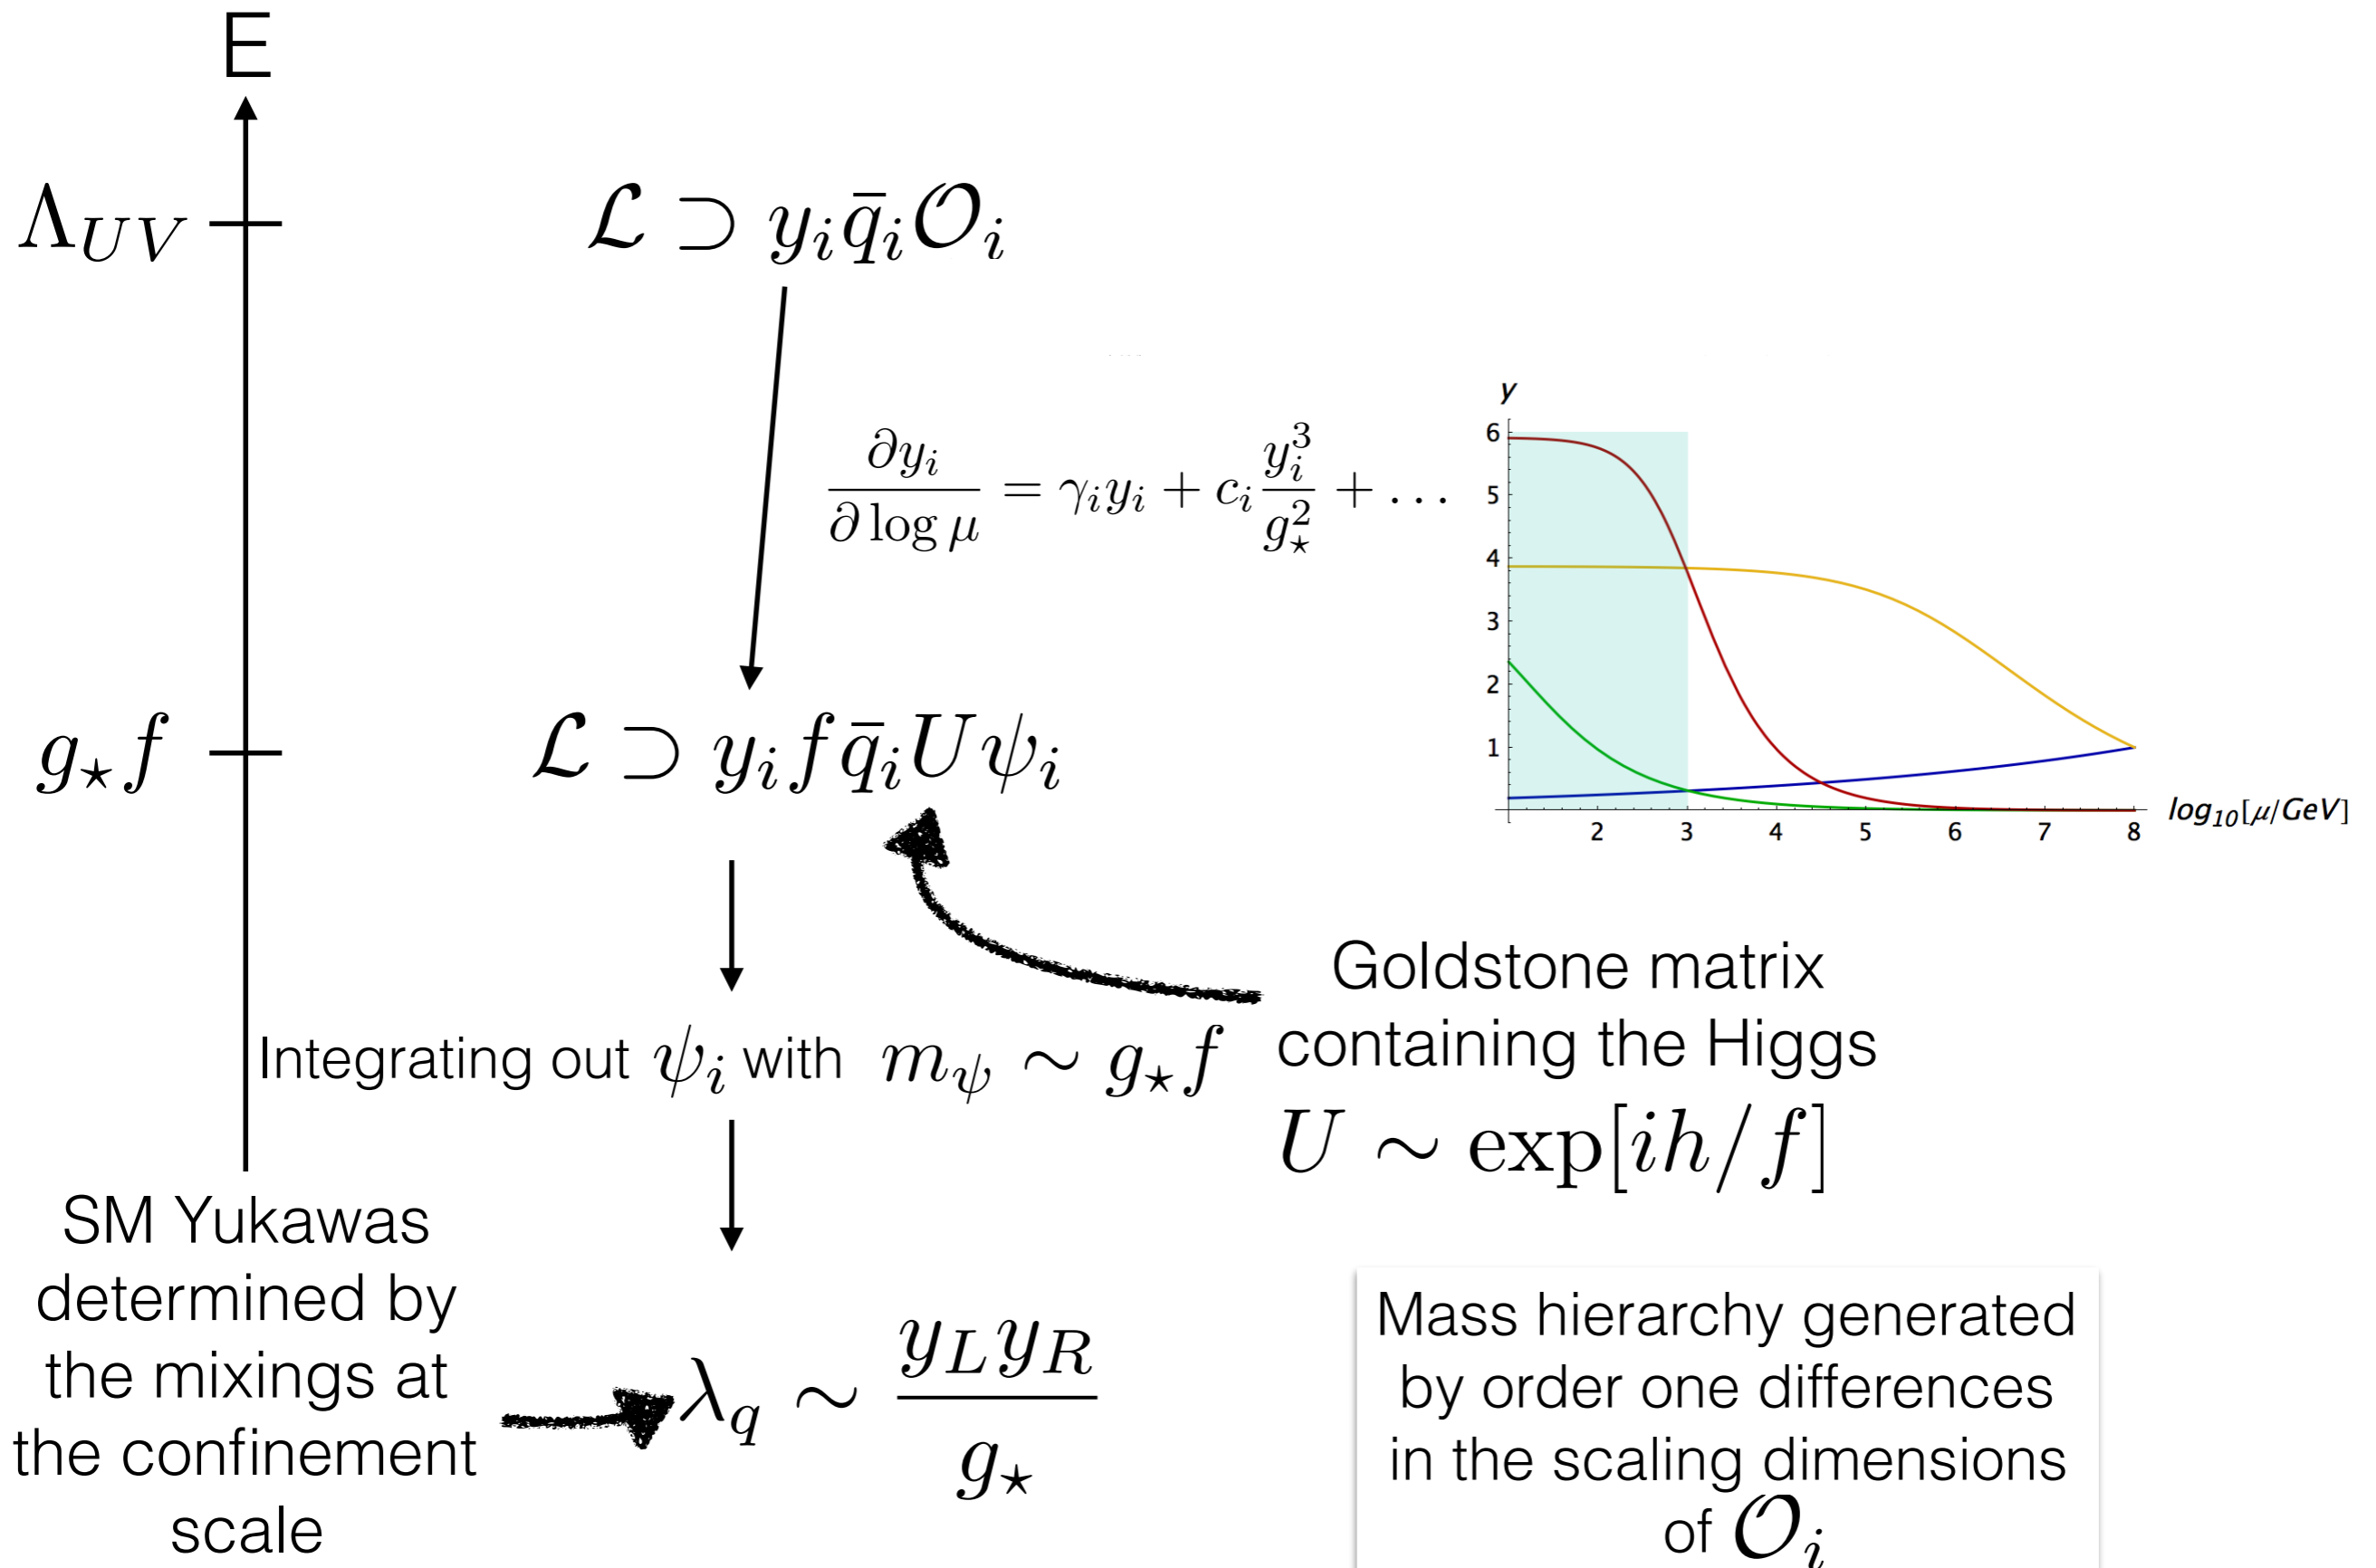 E
Λ_{UV}
ℒ ⊃ y_i q̄_i 𝒪_i
∂y_i / ∂ log μ = γ_i y_i + c_i y_i^3 / g_⋆^2 + …
y
6
5
4
3
2
1
2 3 4 5 6 7 8
log_{10}[μ/GeV]
g_⋆ f
ℒ ⊃ y_i f q̄_i U ψ_i
Goldstone matrix
containing the Higgs
U ∼ exp[ih/f]
Integrating out ψ_i with m_ψ ∼ g_⋆ f
SM Yukawas
determined by
the mixings at
the confinement
scale
λ_q ∼ y_L y_R / g_⋆
Mass hierarchy generated
by order one differences
in the scaling dimensions
of 𝒪_i